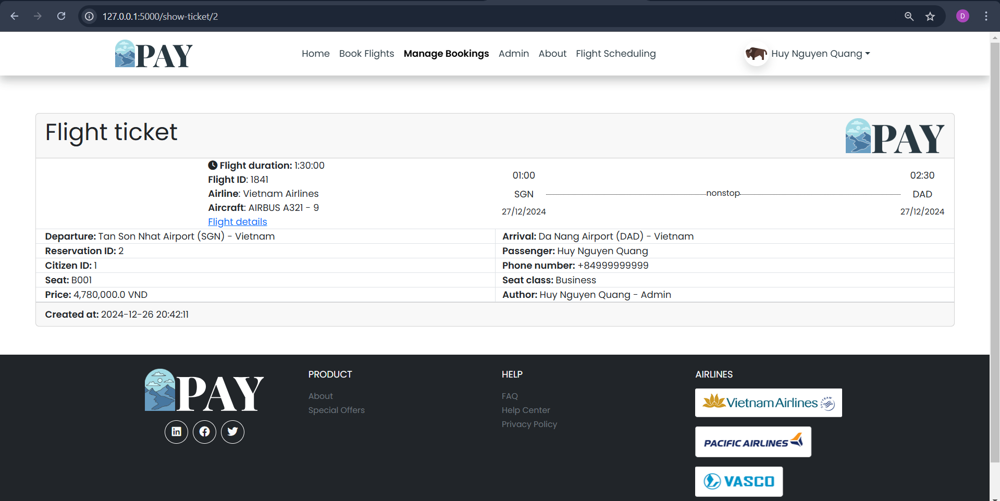 127.0.0.1:5000/show-ticket/2
D
PAY
Home Book Flights Manage Bookings Admin About Flight Scheduling
Huy Nguyen Quang
Flight ticket
PAY
Flight duration: 1:30:00
Flight ID: 1841
Airline: Vietnam Airlines
Aircraft: AIRBUS A321 - 9
Flight details
01:00
02:30
SGN nonstop DAD
27/12/2024
27/12/2024
Departure: Tan Son Nhat Airport (SGN) - Vietnam
Arrival: Da Nang Airport (DAD) - Vietnam
Reservation ID: 2
Passenger: Huy Nguyen Quang
Citizen ID: 1
Phone number: +84999999999
Seat: B001
Seat class: Business
Price: 4,780,000.0 VND
Author: Huy Nguyen Quang - Admin
Created at: 2024-12-26 20:42:11
PAY
PRODUCT
About
Special Offers
HELP
FAQ
Help Center
Privacy Policy
AIRLINES
Vietnam Airlines
PACIFIC AIRLINES
VASCO